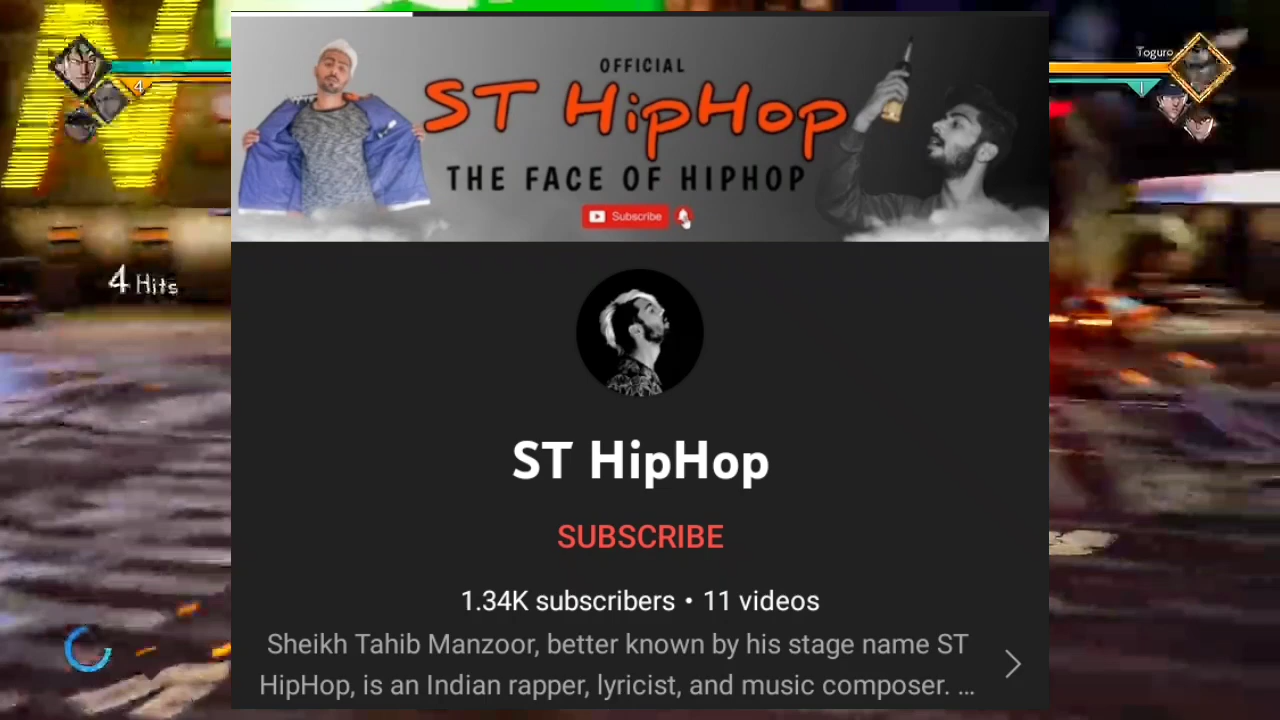 OFFICIAL
ST HipHop
THE FACE OF HIPHOP
Subscribe
Toguro
4
1
4 Hits
ST HipHop
SUBSCRIBE
1.34K subscribers • 11 videos
Sheikh Tahib Manzoor, better known by his stage name ST
HipHop, is an Indian rapper, lyricist, and music composer. ...